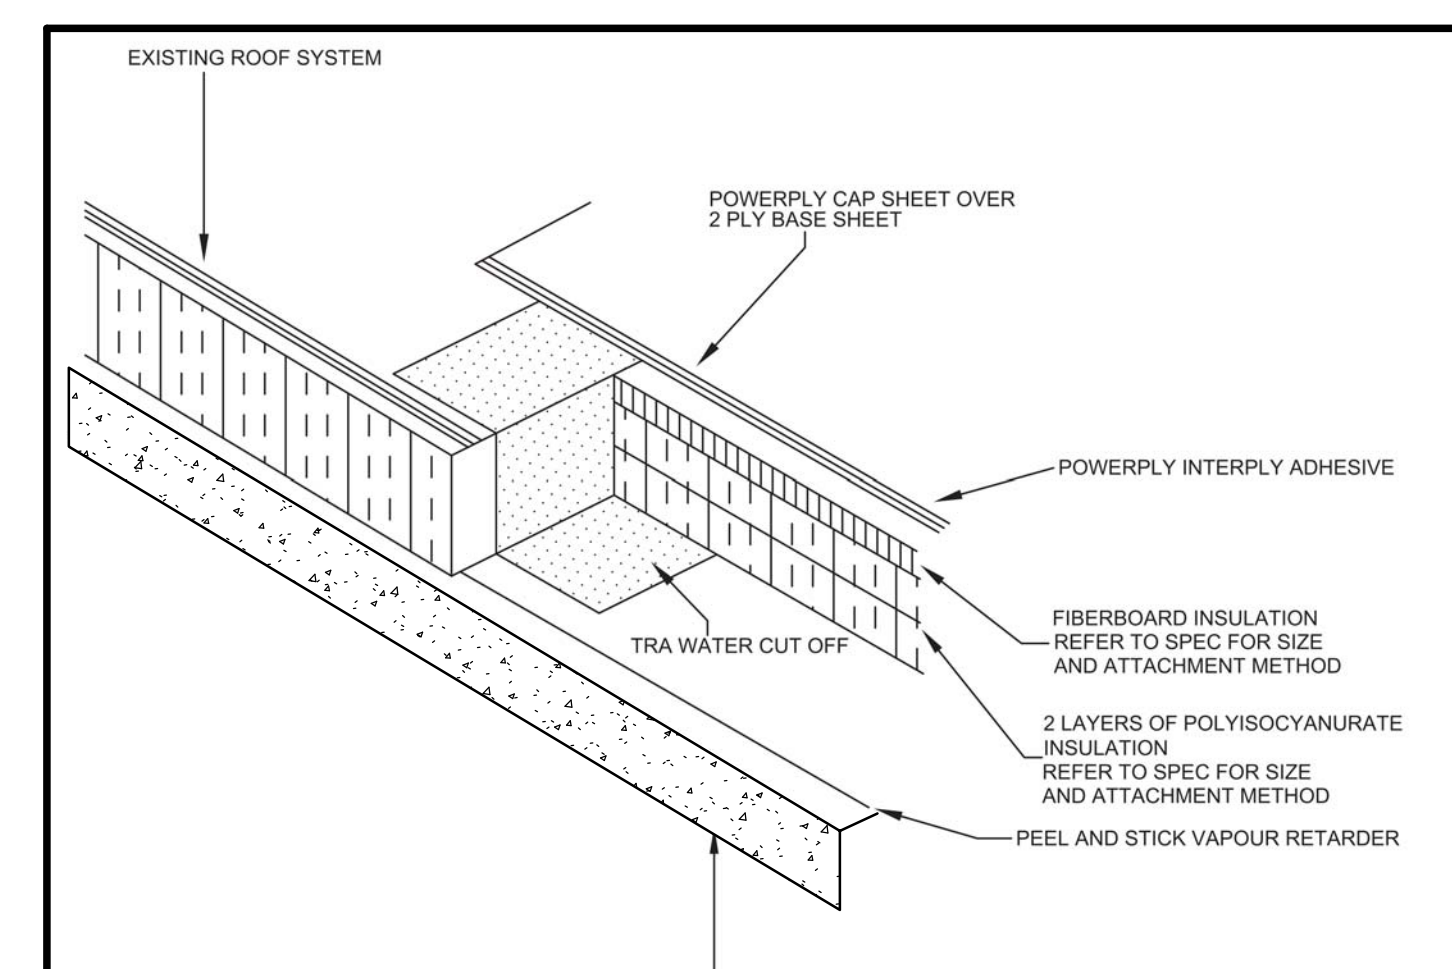 EXISTING ROOF SYSTEM
POWERPLY CAP SHEET OVER
2 PLY BASE SHEET
POWERPLY INTERPLY ADHESIVE
FIBERBOARD INSULATION
REFER TO SPEC FOR SIZE
AND ATTACHMENT METHOD
TRA WATER CUT OFF
2 LAYERS OF POLYISOCYANURATE
INSULATION
REFER TO SPEC FOR SIZE
AND ATTACHMENT METHOD
PEEL AND STICK VAPOUR RETARDER